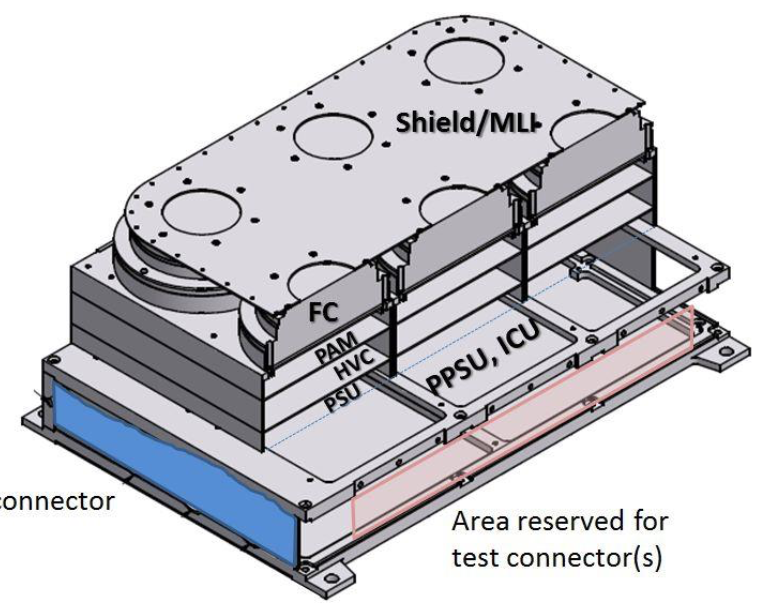 Shield/MLI
FC
PAM
HVC
PSU
PPSU, ICU
connector
Area reserved for
test connector(s)